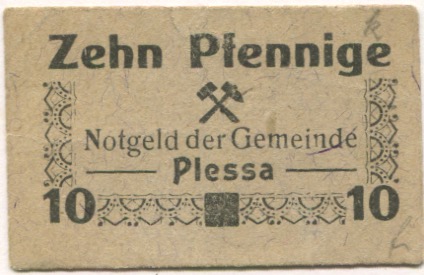 Zehn Pfennige
Notgeld der Gemeinde
Plessa
10 10